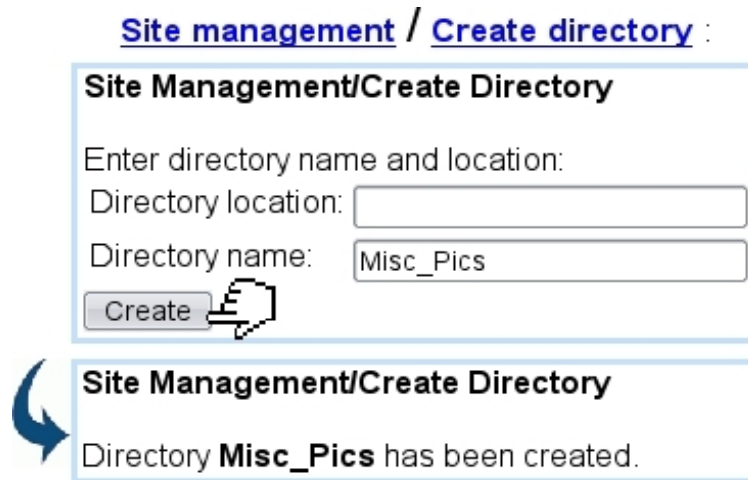 Site management / Create directory :
Site Management/Create Directory
Enter directory name and location:
Directory location:
Directory name: Misc_Pics
Create
Site Management/Create Directory
Directory Misc_Pics has been created.